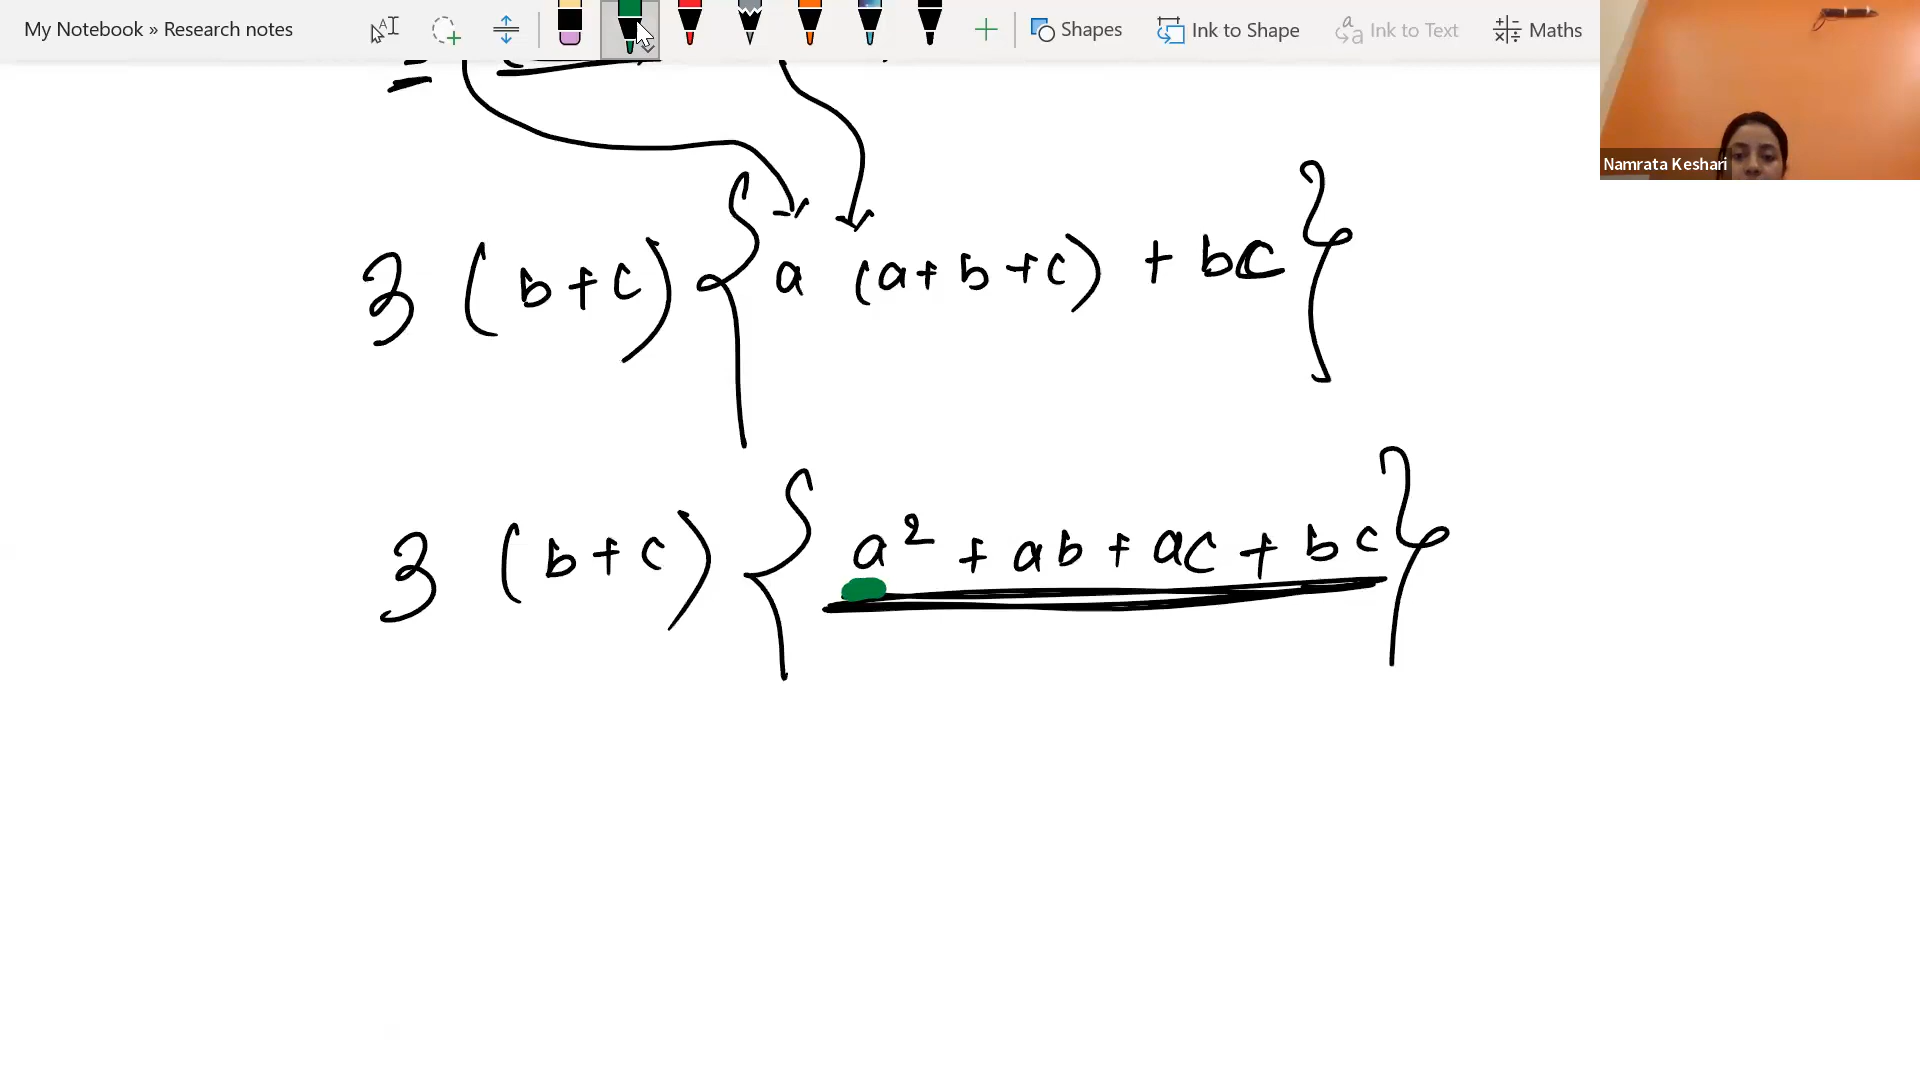 My Notebook » Research notes
Shapes
Ink to Shape
Ink to Text
Maths
Namrata Keshari
3 (b+c) { a (a+b+c) + bc }
3 (b+c) { a² + ab + ac + bc }